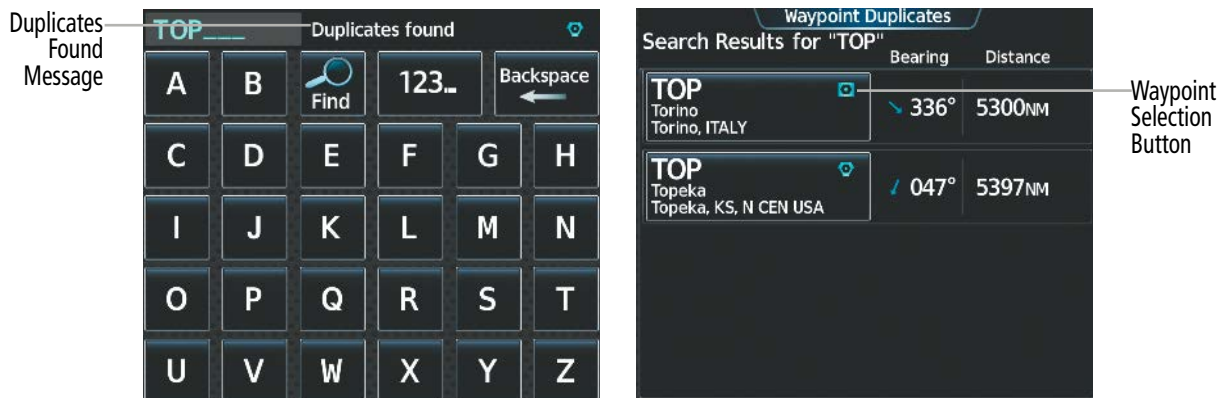 Duplicates
Found
Message
TOP___ Duplicates found
A B Find 123... Backspace
C D E F G H
I J K L M N
O P Q R S T
U V W X Y Z
Waypoint Duplicates
Search Results for "TOP"
Bearing Distance
TOP
Torino
Torino, ITALY
336° 5300NM
TOP
Topeka
Topeka, KS, N CEN USA
047° 5397NM
Waypoint
Selection
Button